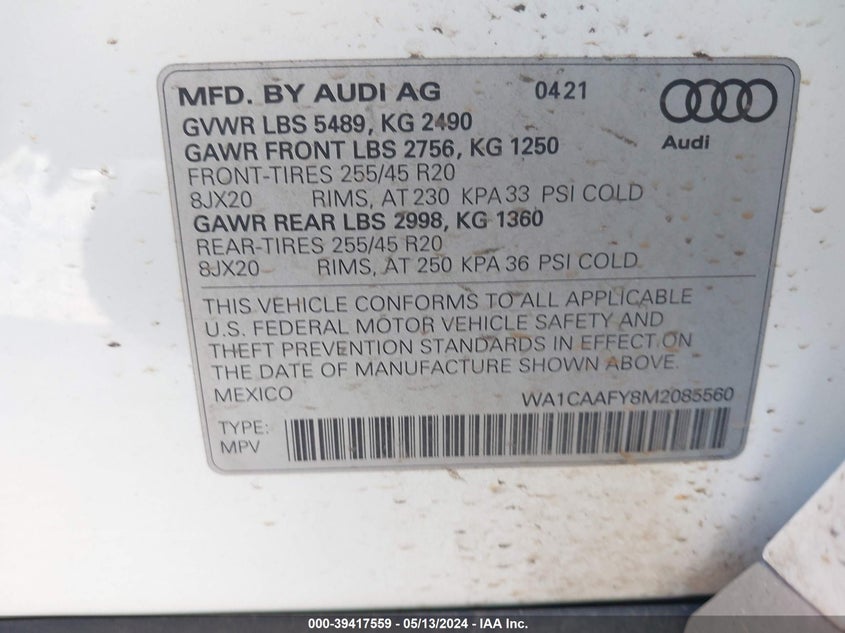 MFD. BY AUDI AG 0421
GVWR LBS 5489, KG 2490
GAWR FRONT LBS 2756, KG 1250
FRONT-TIRES 255/45 R20
8JX20 RIMS, AT 230 KPA 33 PSI COLD
GAWR REAR LBS 2998, KG 1360
REAR-TIRES 255/45 R20
8JX20 RIMS, AT 250 KPA 36 PSI COLD
Audi
THIS VEHICLE CONFORMS TO ALL APPLICABLE
U.S. FEDERAL MOTOR VEHICLE SAFETY AND
THEFT PREVENTION STANDARDS IN EFFECT ON
THE DATE OF MANUFACTURE SHOWN ABOVE.
MEXICO WA1CAAFY8M2085560
TYPE:
MPV
000-39417559 - 05/13/2024 - IAA Inc.